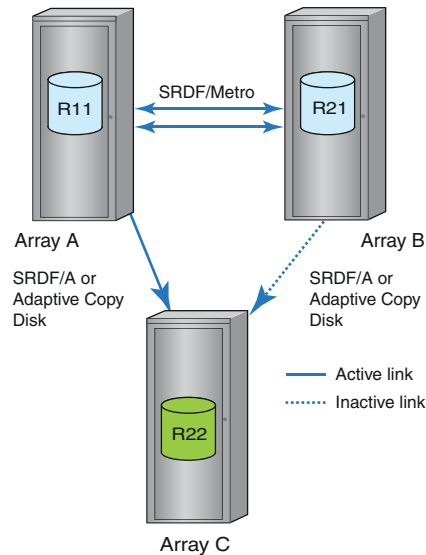 SRDF/Metro
R11
R21
Array A
Array B
SRDF/A or
Adaptive Copy
Disk
SRDF/A or
Adaptive Copy
Disk
Active link
Inactive link
R22
Array C